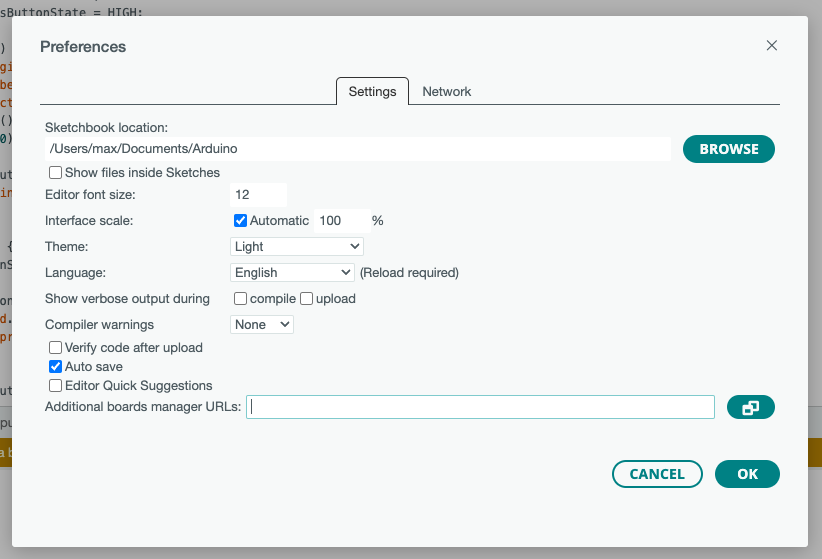 sButtonState = HIGH;
Preferences
Settings Network
Sketchbook location:
/Users/max/Documents/Arduino
BROWSE
Show files inside Sketches
Editor font size: 12
Interface scale: Automatic 100 %
Theme: Light
Language: English (Reload required)
Show verbose output during compile upload
Compiler warnings None
Verify code after upload
Auto save
Editor Quick Suggestions
Additional boards manager URLs:
CANCEL OK